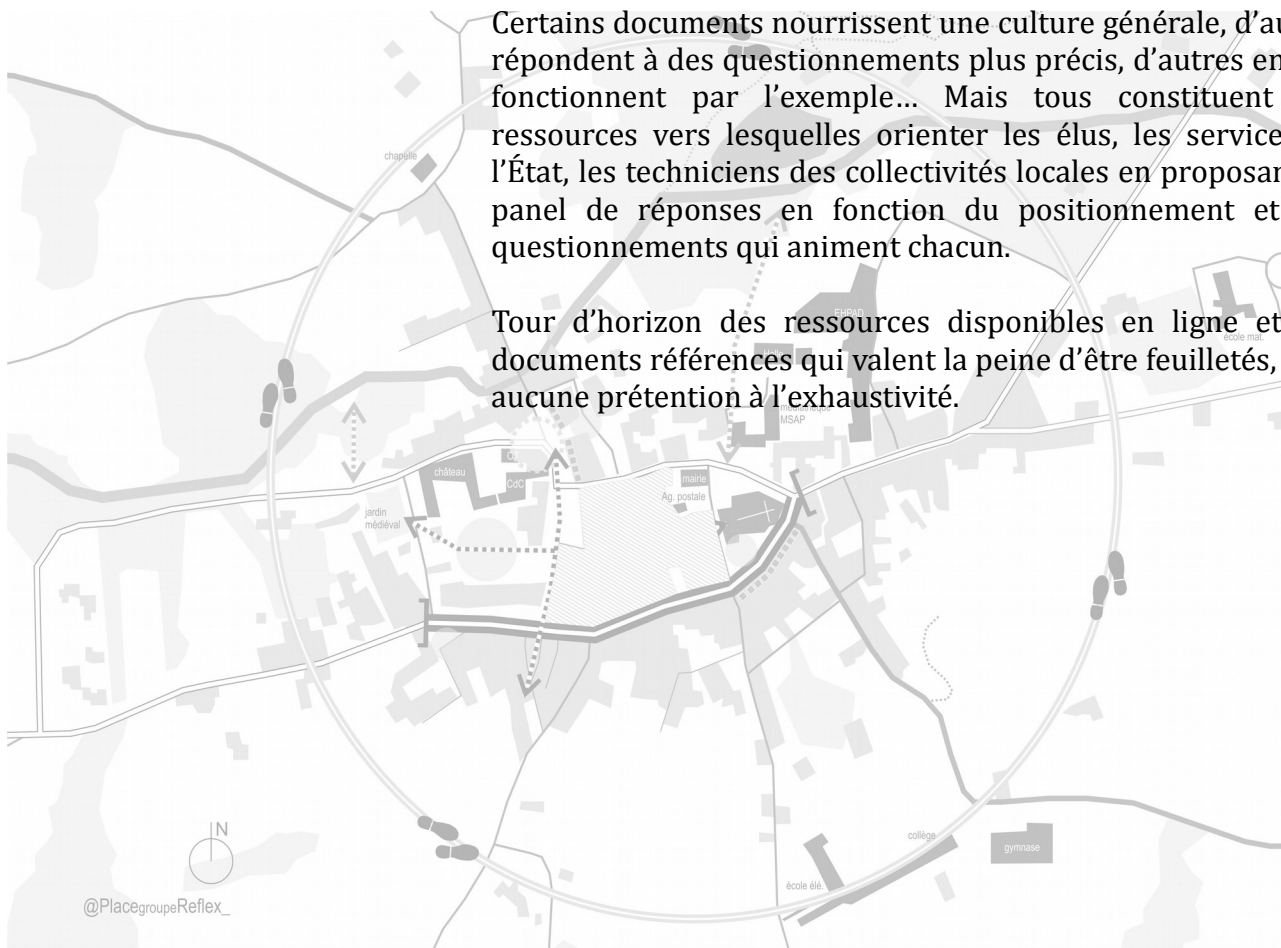 Certains documents nourrissent une culture générale, d’au
répondent à des questionnements plus précis, d’autres en
fonctionnent par l’exemple… Mais tous constituent
ressources vers lesquelles orienter les élus, les service
l’État, les techniciens des collectivités locales en proposan
panel de réponses en fonction du positionnement et
questionnements qui animent chacun.
Tour d’horizon des ressources disponibles en ligne et
documents références qui valent la peine d’être feuilletés,
aucune prétention à l’exhaustivité.
chapelle
EHPAD
école mat.
Halle
médiathèque
MSAP
château
CdC
mairie
Ag. postale
jardin
médiéval
N
collège
gymnase
école élé.
@PlacegroupeReflex_